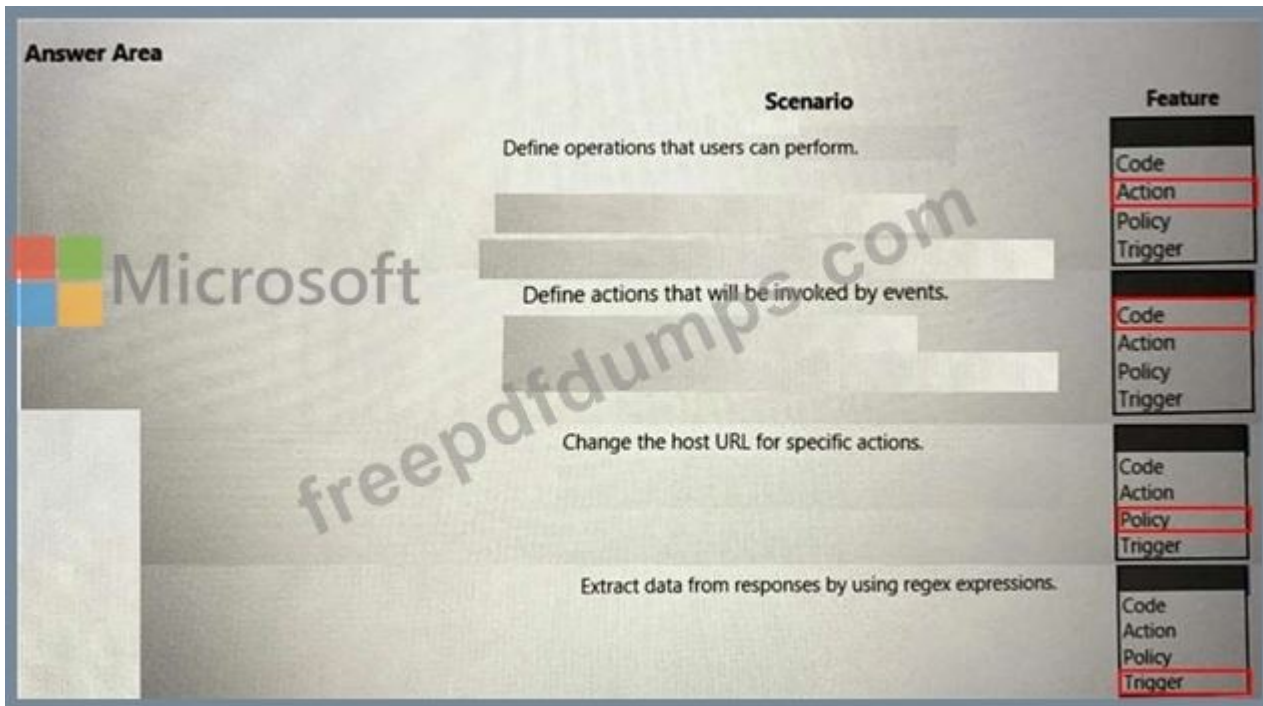 Answer Area
Scenario
Feature
Define operations that users can perform.
Code
Action
Policy
Trigger
Microsoft
Define actions that will be invoked by events.
Code
Action
Policy
Trigger
freepdfdumps.com
Change the host URL for specific actions.
Code
Action
Policy
Trigger
Extract data from responses by using regex expressions.
Code
Action
Policy
Trigger